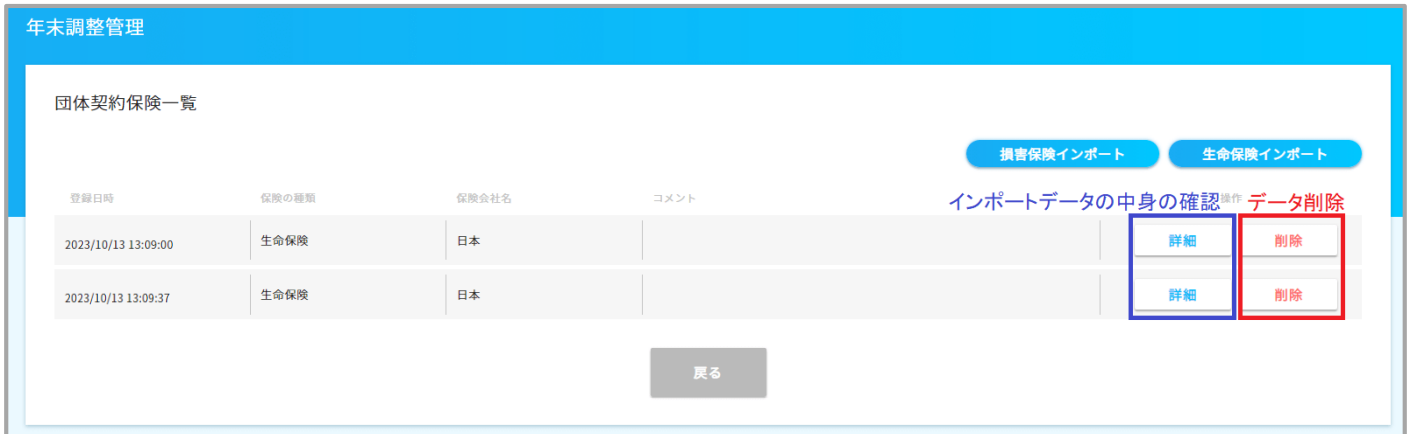 年末調整管理
団体契約保険一覧
損害保険インポート 生命保険インポート
登録日時 保険の種類 保険会社名 コメント インポートデータの中身の確認 操作 データ削除
2023/10/13 13:09:00 生命保険 日本 詳細 削除
2023/10/13 13:09:37 生命保険 日本 詳細 削除
戻る